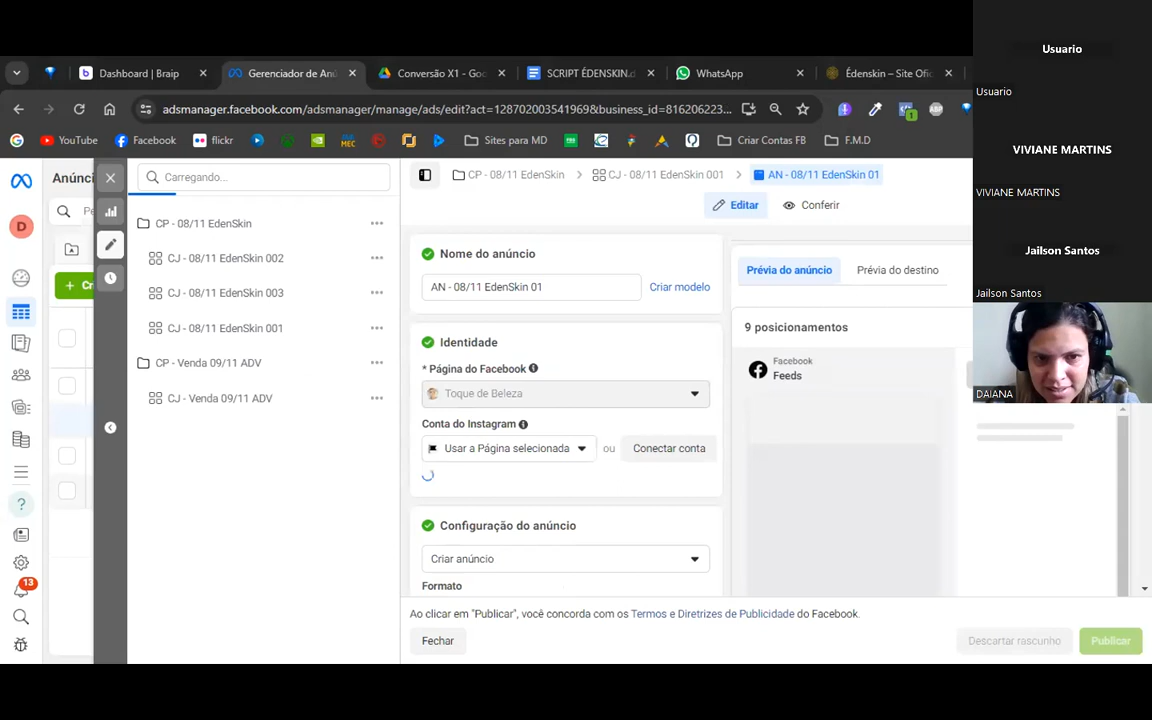 Dashboard | Braip
Gerenciador de Anú
Conversão X1 - Goo
SCRIPT ÉDENSKIN.d
WhatsApp
Édenskin – Site Ofic
adsmanager.facebook.com/adsmanager/manage/ads/edit?act=128702003541969&business_id=816206223...
YouTube
Facebook
flickr
Sites para MD
Criar Contas FB
F.M.D
Anúnci
Carregando...
CP - 08/11 EdenSkin
CJ - 08/11 EdenSkin 001
AN - 08/11 EdenSkin 01
Editar
Conferir
CP - 08/11 EdenSkin
CJ - 08/11 EdenSkin 002
CJ - 08/11 EdenSkin 003
CJ - 08/11 EdenSkin 001
CP - Venda 09/11 ADV
CJ - Venda 09/11 ADV
D
Pe
+ Cri
13
Nome do anúncio
AN - 08/11 EdenSkin 01
Criar modelo
Identidade
* Página do Facebook
Toque de Beleza
Conta do Instagram
Usar a Página selecionada
ou
Conectar conta
Configuração do anúncio
Criar anúncio
Formato
Prévia do anúncio
Prévia do destino
9 posicionamentos
Facebook
Feeds
Ao clicar em "Publicar", você concorda com os Termos e Diretrizes de Publicidade do Facebook.
Fechar
Descartar rascunho
Publicar
Usuario
Usuario
VIVIANE MARTINS
VIVIANE MARTINS
Jailson Santos
Jailson Santos
DAIANA